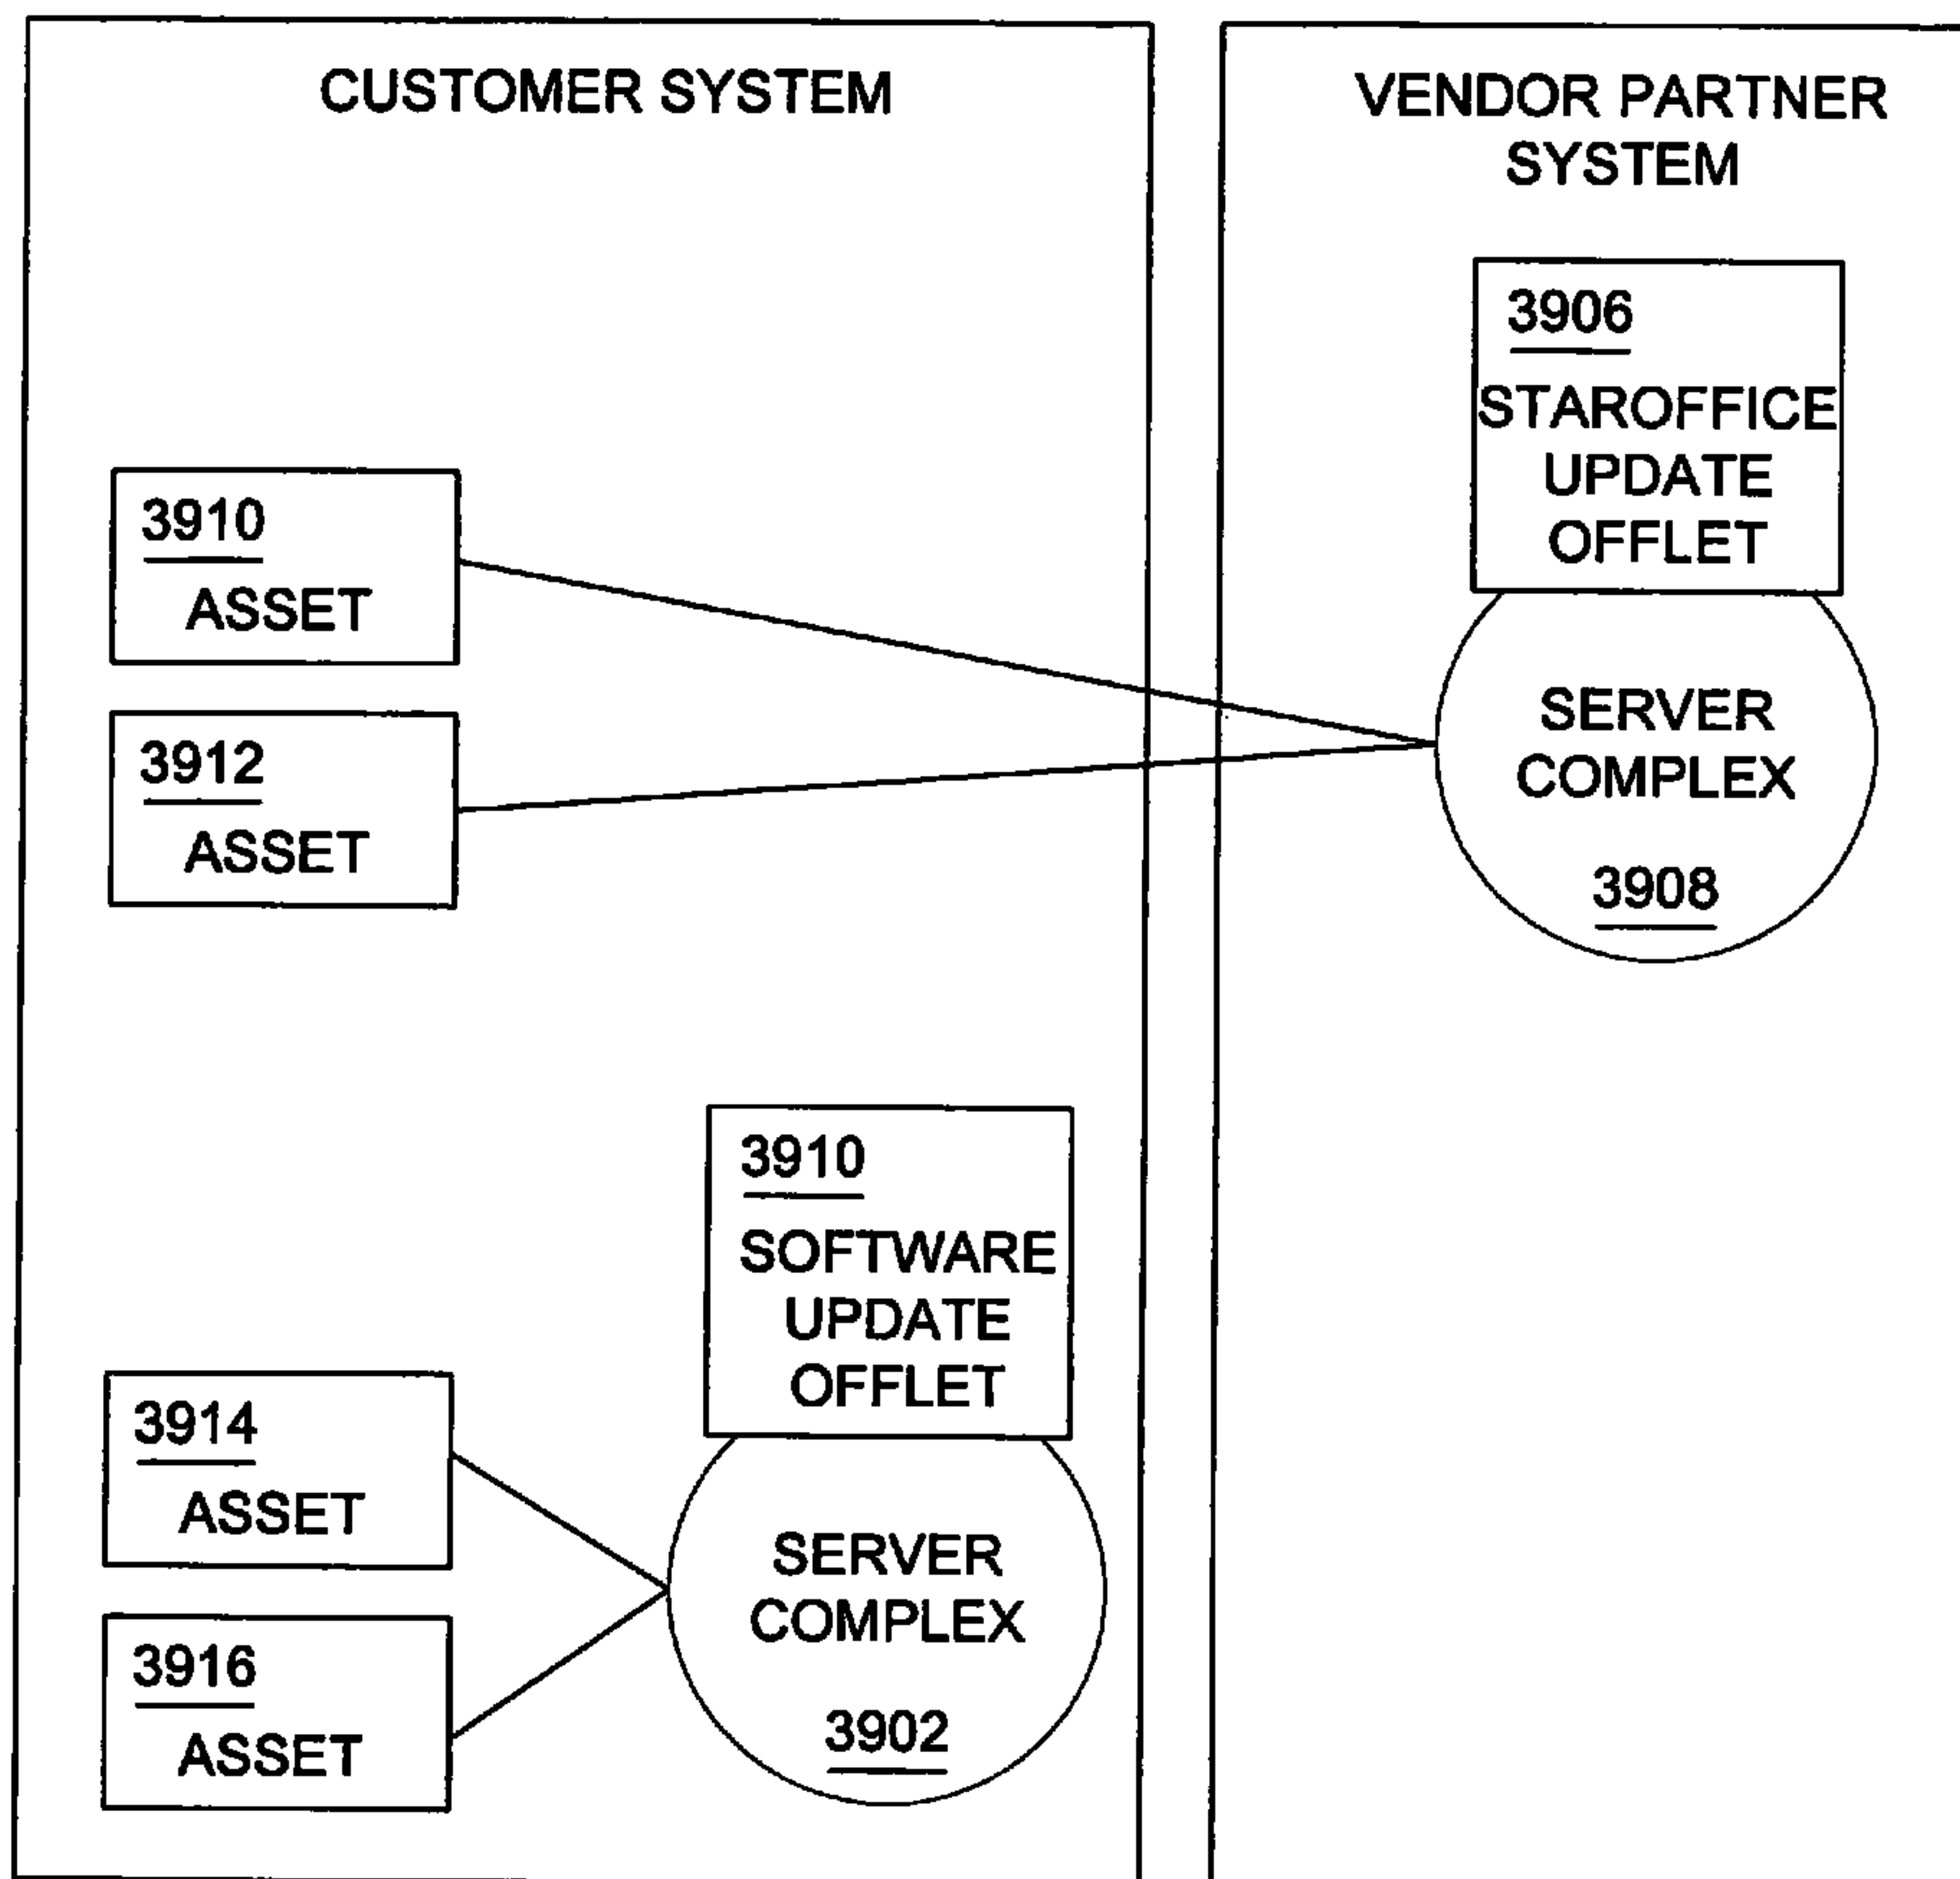 CUSTOMER SYSTEM
VENDOR PARTNER
SYSTEM
3906
STAROFFICE
UPDATE
OFFLET
3910
ASSET
SERVER
COMPLEX
3912
ASSET
3908
3910
SOFTWARE
UPDATE
OFFLET
3914
ASSET
SERVER
COMPLEX
3916
ASSET
3902